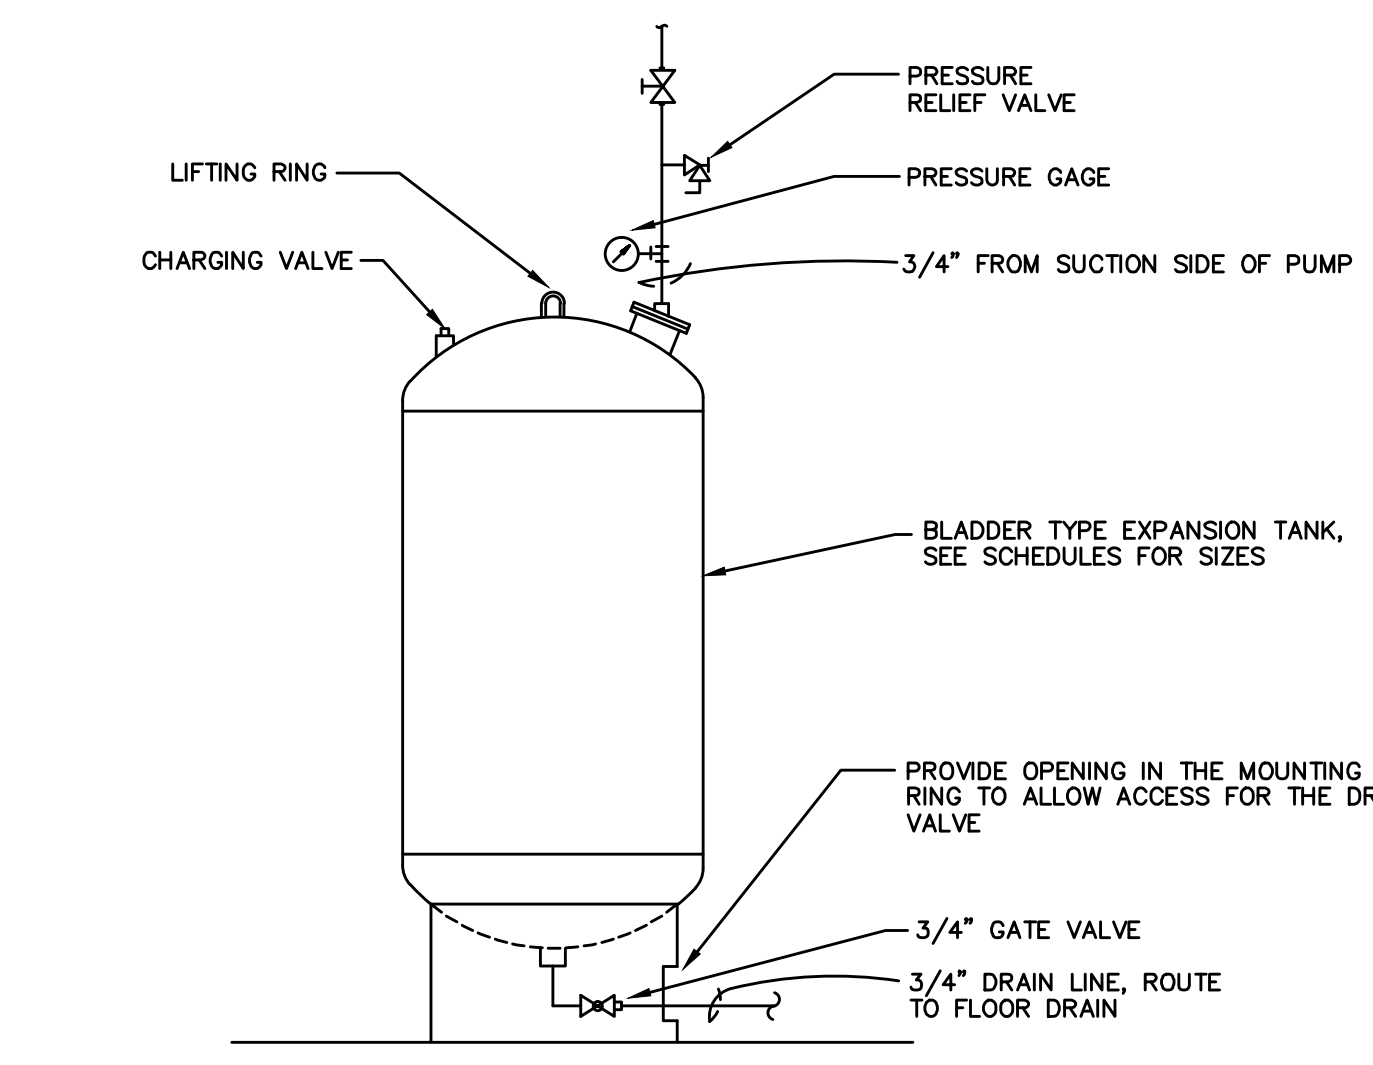 PRESSURE
RELIEF VALVE
LIFTING RING
PRESSURE GAGE
CHARGING VALVE
3/4" FROM SUCTION SIDE OF PUMP
BLADDER TYPE EXPANSION TANK,
SEE SCHEDULES FOR SIZES
PROVIDE OPENING IN THE MOUNTING
RING TO ALLOW ACCESS FOR THE
VALVE
3/4" GATE VALVE
3/4" DRAIN LINE, ROUTE
TO FLOOR DRAIN